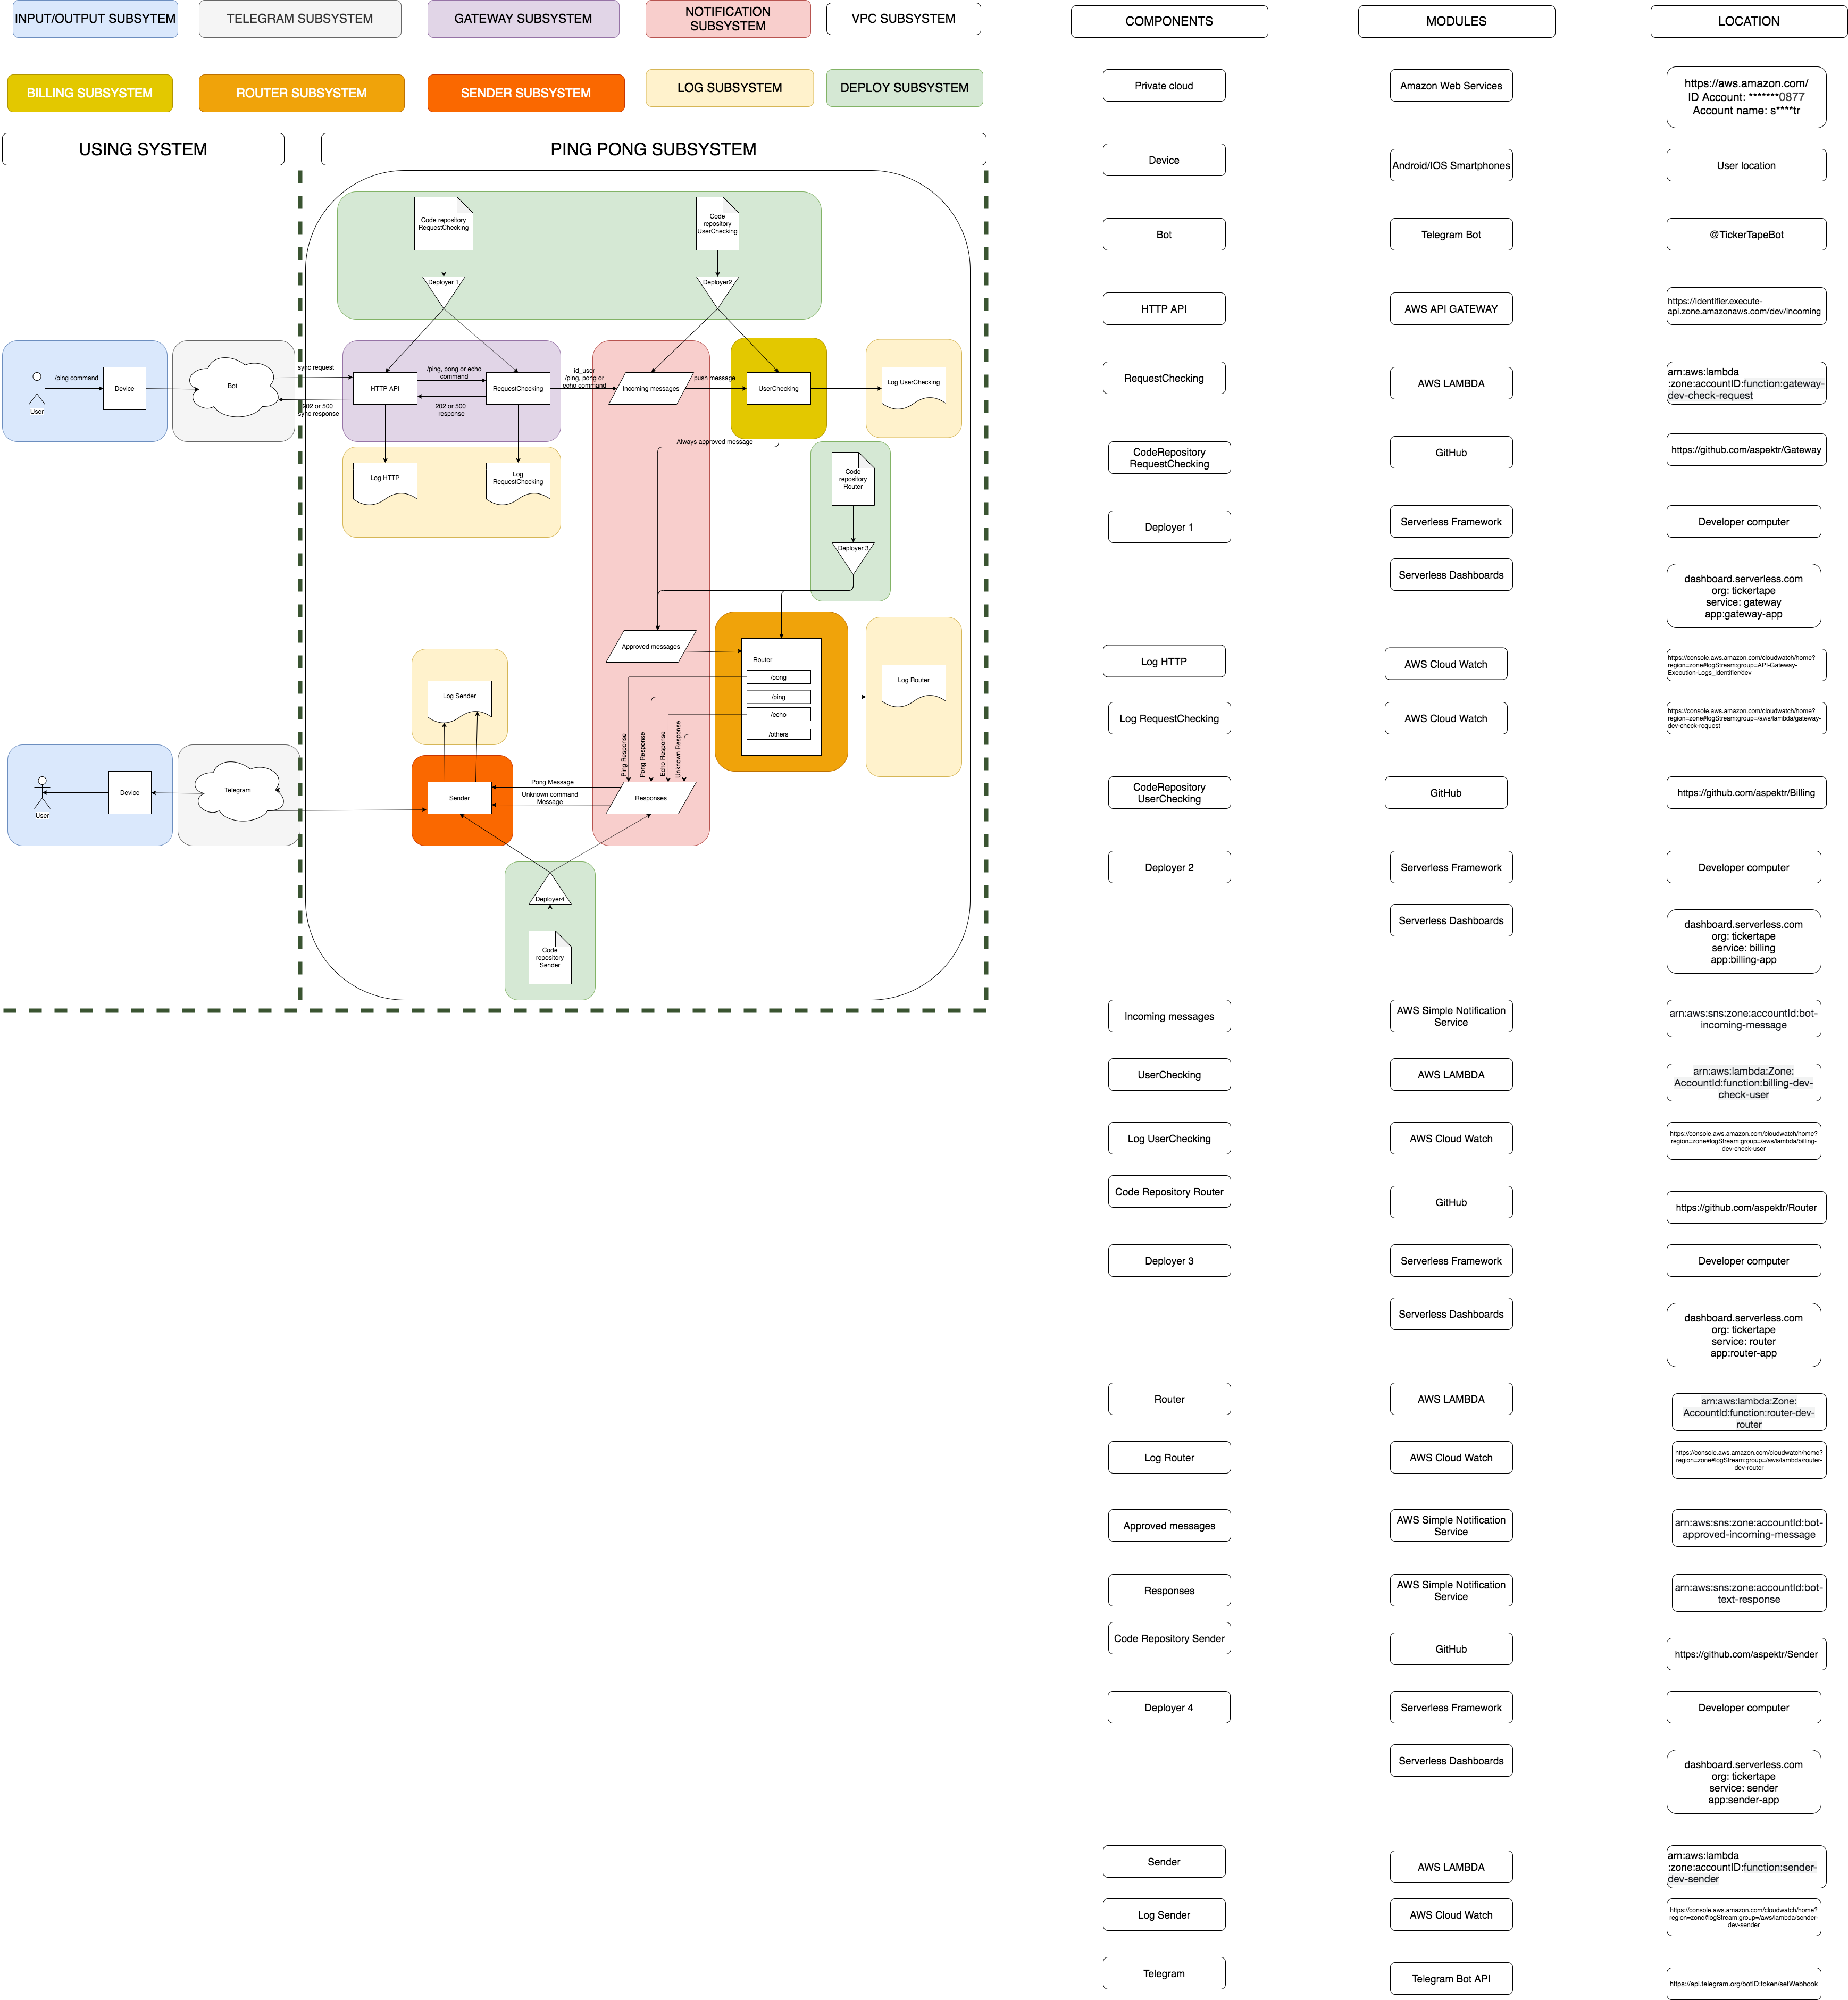 INPUT/OUTPUT SUBSYTEM
TELEGRAM SUBSYSTEM
GATEWAY SUBSYSTEM
NOTIFICATION
SUBSYSTEM
VPC SUBSYSTEM
BILLING SUBSYSTEM
ROUTER SUBSYSTEM
SENDER SUBSYSTEM
LOG SUBSYSTEM
DEPLOY SUBSYSTEM
USING SYSTEM
PING PONG SUBSYSTEM
Code repository
RequestChecking
Code
repository
UserChecking
Deployer 1
Deployer2
/ping command
Device
User
Bot
sync request
202 or 500
sync response
HTTP API
/ping, pong or echo
command
202 or 500
response
RequestChecking
id_user
/ping, pong or
echo command
Incoming messages
push message
UserChecking
Log UserChecking
Always approved message
Log HTTP
Log
RequestChecking
Code
repository
Router
Deployer 3
Approved messages
Router
/pong
/ping
/echo
/others
Log Router
Log Sender
Ping Response
Pong Response
Echo Response
Unknown Response
User
Device
Telegram
Sender
Pong Message
Unknown command
Message
Responses
Deployer4
Code
repository
Sender
COMPONENTS
MODULES
LOCATION
Private cloud
Amazon Web Services
https://aws.amazon.com/
ID Account: *******0877
Account name: s****tr
Device
Android/IOS Smartphones
User location
Bot
Telegram Bot
@TickerTapeBot
HTTP API
AWS API GATEWAY
https://identifier.execute-
api.zone.amazonaws.com/dev/incoming
RequestChecking
AWS LAMBDA
arn:aws:lambda
:zone:accountID:function:gateway-
dev-check-request
CodeRepository
RequestChecking
GitHub
https://github.com/aspektr/Gateway
Deployer 1
Serverless Framework
Developer computer
Serverless Dashboards
dashboard.serverless.com
org: tickertape
service: gateway
app:gateway-app
Log HTTP
AWS Cloud Watch
https://console.aws.amazon.com/cloudwatch/home?
region=zone#logStream:group=API-Gateway-
Execution-Logs_identifier/dev
Log RequestChecking
AWS Cloud Watch
https://console.aws.amazon.com/cloudwatch/home?
region=zone#logStream:group=/aws/lambda/gateway-
dev-check-request
CodeRepository
UserChecking
GitHub
https://github.com/aspektr/Billing
Deployer 2
Serverless Framework
Developer computer
Serverless Dashboards
dashboard.serverless.com
org: tickertape
service: billing
app:billing-app
Incoming messages
AWS Simple Notification
Service
arn:aws:sns:zone:accountId:bot-
incoming-message
UserChecking
AWS LAMBDA
arn:aws:lambda:Zone:
AccountId:function:billing-dev-
check-user
Log UserChecking
AWS Cloud Watch
https://console.aws.amazon.com/cloudwatch/home?
region=zone#logStream:group=/aws/lambda/billing-
dev-check-user
Code Repository Router
GitHub
https://github.com/aspektr/Router
Deployer 3
Serverless Framework
Developer computer
Serverless Dashboards
dashboard.serverless.com
org: tickertape
service: router
app:router-app
Router
AWS LAMBDA
arn:aws:lambda:Zone:
AccountId:function:router-dev-
router
Log Router
AWS Cloud Watch
https://console.aws.amazon.com/cloudwatch/home?
region=zone#logStream:group=/aws/lambda/router-
dev-router
Approved messages
AWS Simple Notification
Service
arn:aws:sns:zone:accountId:bot-
approved-incoming-message
Responses
AWS Simple Notification
Service
arn:aws:sns:zone:accountId:bot-
text-response
Code Repository Sender
GitHub
https://github.com/aspektr/Sender
Deployer 4
Serverless Framework
Developer computer
Serverless Dashboards
dashboard.serverless.com
org: tickertape
service: sender
app:sender-app
Sender
AWS LAMBDA
arn:aws:lambda
:zone:accountID:function:sender-
dev-sender
Log Sender
AWS Cloud Watch
https://console.aws.amazon.com/cloudwatch/home?
region=zone#logStream:group=/aws/lambda/sender-
dev-sender
Telegram
Telegram Bot API
https://api.telegram.org/botID:token/setWebhook